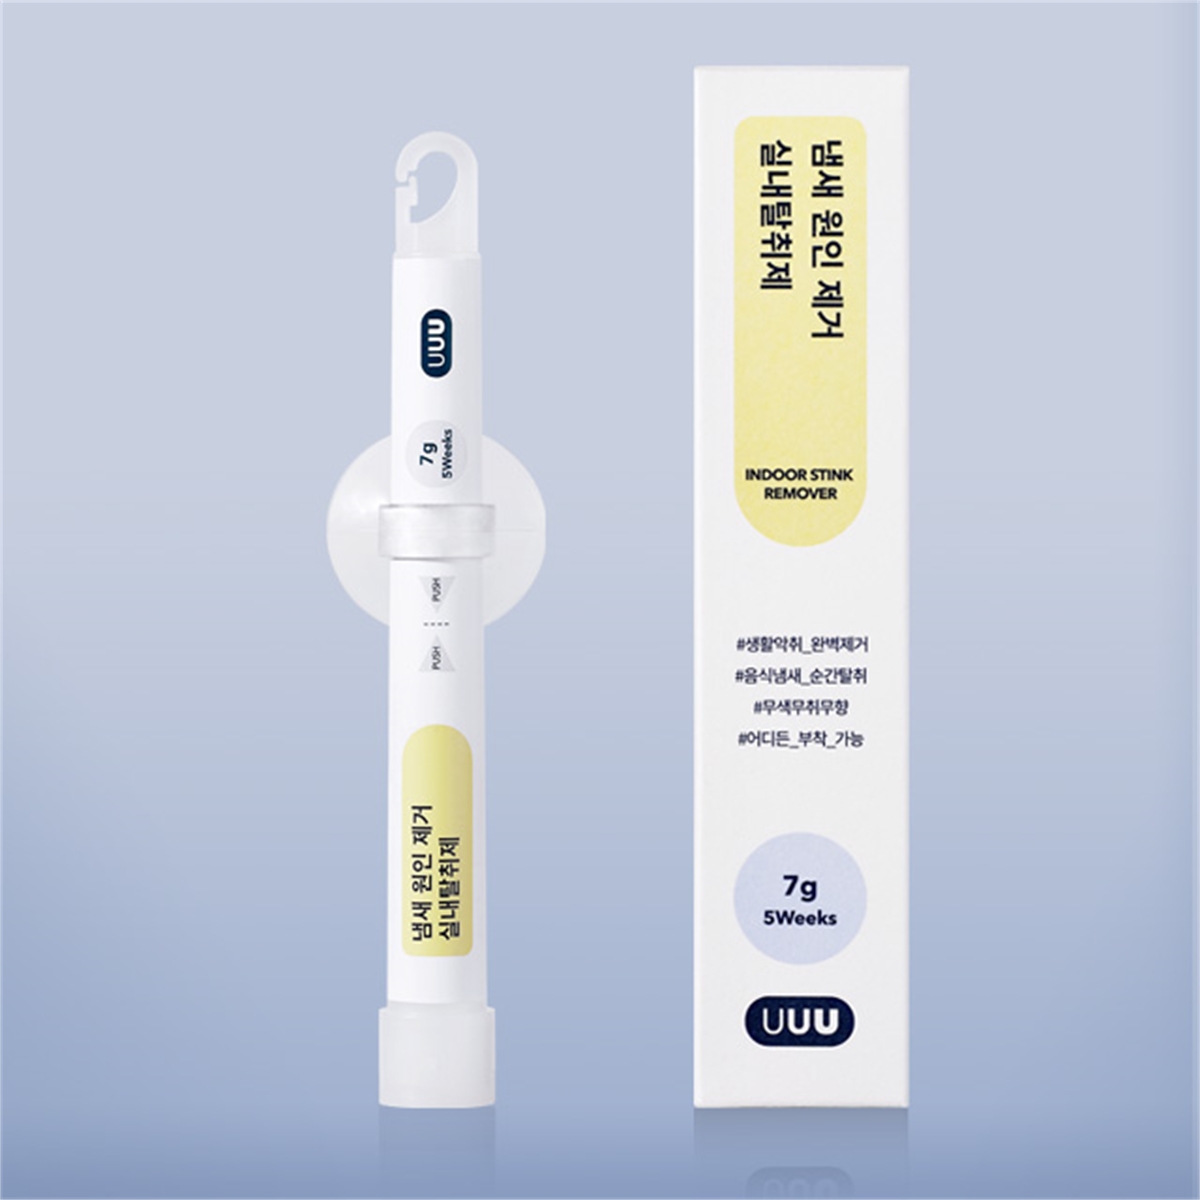 UUU
7g
5Weeks
PUSH
PUSH
냄새 원인 제거
실내탈취제
냄새 원인 제거
실내탈취제
INDOOR STINK
REMOVER
#생활악취_완벽제거
#음식냄새_순간탈취
#무색무취무향
#어디든_부착_가능
7g
5Weeks
UUU